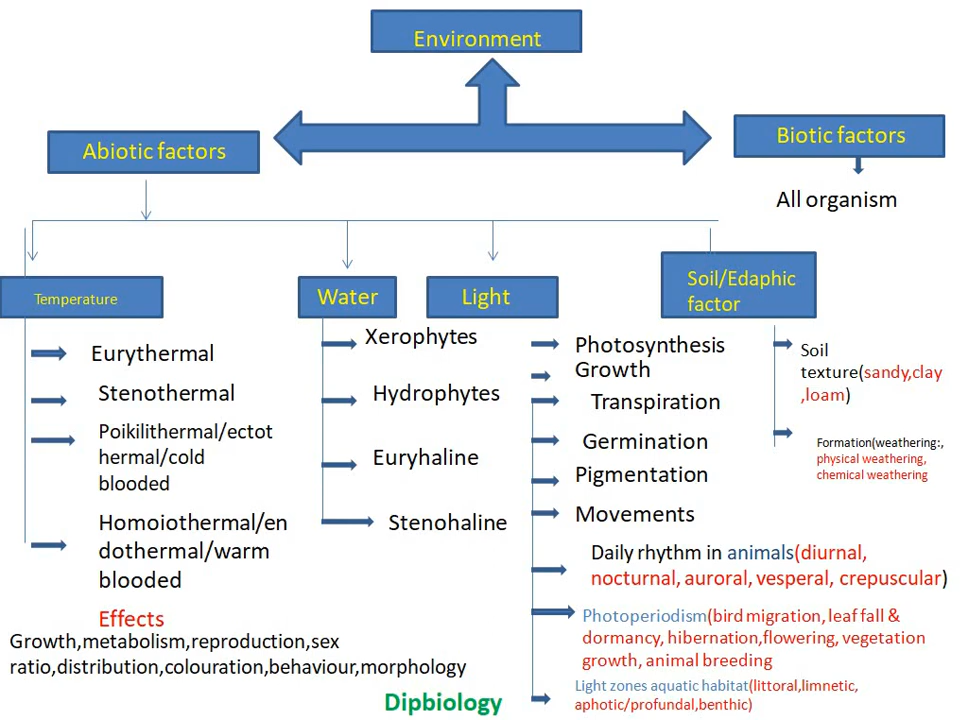 Environment
Abiotic factors
Biotic factors
All organism
Temperature
Water
Light
Soil/Edaphic
factor
Eurythermal
Stenothermal
Poikilithermal/ectot
hermal/cold
blooded
Homoiothermal/en
dothermal/warm
blooded
Effects
Growth,metabolism,reproduction,sex
ratio,distribution,colouration,behaviour,morphology
Xerophytes
Hydrophytes
Euryhaline
Stenohaline
Photosynthesis
Growth
Transpiration
Germination
Pigmentation
Movements
Daily rhythm in animals(diurnal,
nocturnal, auroral, vesperal, crepuscular)
Photoperiodism(bird migration, leaf fall &
dormancy, hibernation,flowering, vegetation
growth, animal breeding
Light zones aquatic habitat(littoral,limnetic,
aphotic/profundal,benthic)
Soil
texture(sandy,clay
,loam)
Formation(weathering:,
physical weathering,
chemical weathering
Dipbiology